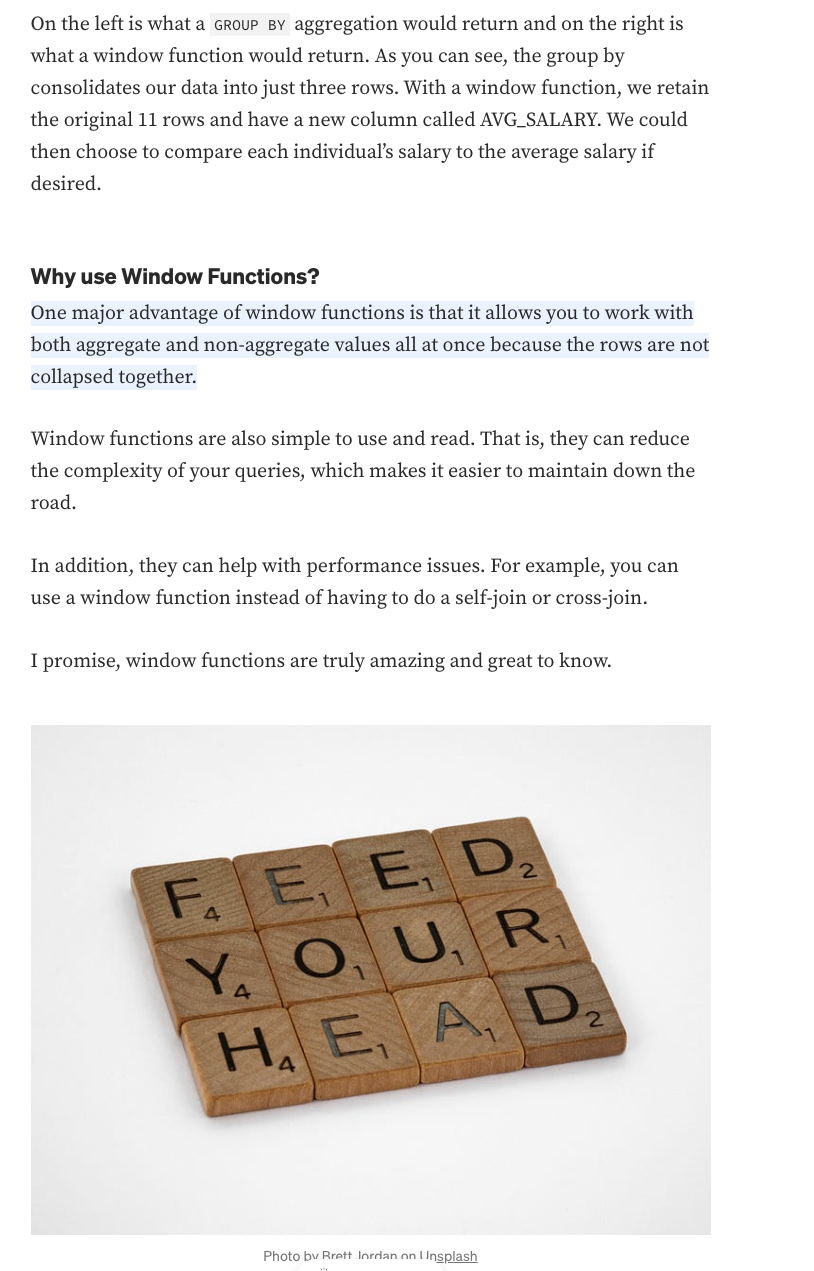 On the left is what a GROUP BY aggregation would return and on the right is
what a window function would return. As you can see, the group by
consolidates our data into just three rows. With a window function, we retain
the original 11 rows and have a new column called AVG_SALARY. We could
then choose to compare each individual’s salary to the average salary if
desired.
Why use Window Functions?
One major advantage of window functions is that it allows you to work with
both aggregate and non-aggregate values all at once because the rows are not
collapsed together.
Window functions are also simple to use and read. That is, they can reduce
the complexity of your queries, which makes it easier to maintain down the
road.
In addition, they can help with performance issues. For example, you can
use a window function instead of having to do a self-join or cross-join.
I promise, window functions are truly amazing and great to know.
F4 E1 E1 D2
Y4 O1 U1 R1
H4 E1 A1 D2
Photo by Brett Jordan on Unsplash